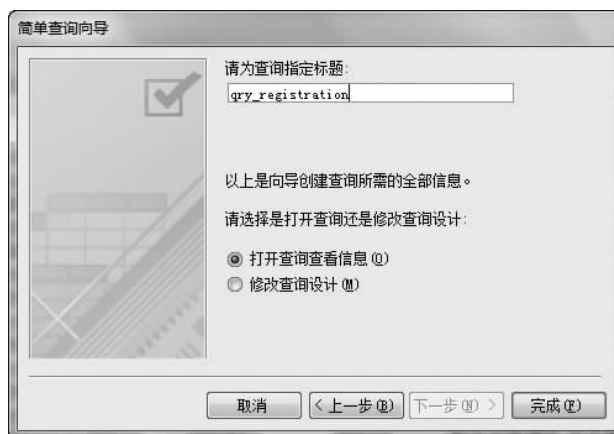 简单查询向导
请为查询指定标题:
qry_registration
以上是向导创建查询所需的全部信息。
请选择是打开查询还是修改查询设计:
打开查询查看信息(O)
修改查询设计(M)
取消 < 上一步(B) 下一步(N) > 完成(F)